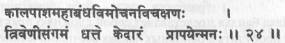 कालपाशमहाबंधविमोचनविचक्षणः ।
त्रिवेणीसंगमं धत्ते केदारं प्रापयेन्मनः ।। २४ ।।